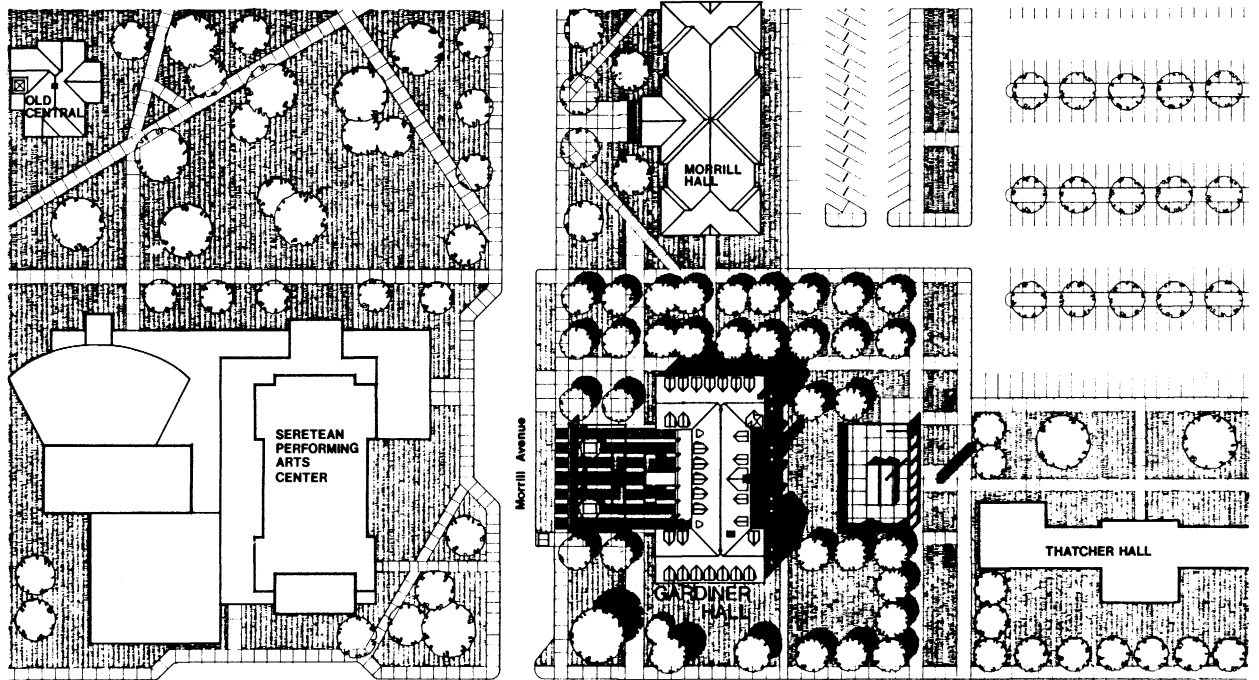 OLD
CENTRAL
MORRILL
HALL
SERETEAN
PERFORMING
ARTS
CENTER
Morrill Avenue
GARDINER
HALL
THATCHER HALL